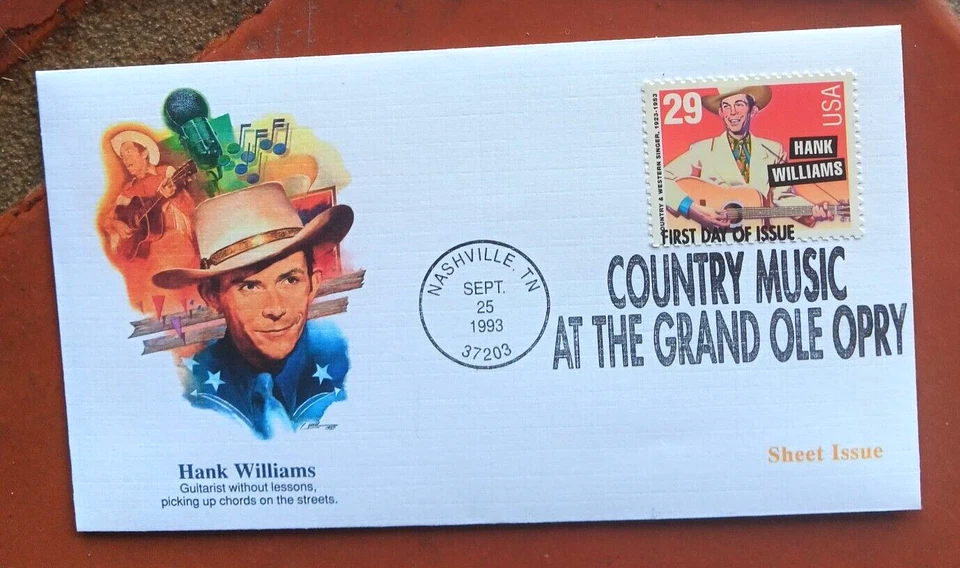 29
USA
COUNTRY & WESTERN SINGER, 1923-1953
HANK
WILLIAMS
FIRST DAY OF ISSUE
COUNTRY MUSIC
AT THE GRAND OLE OPRY
NASHVILLE, TN
SEPT.
25
1993
37203
Sheet Issue
Hank Williams
Guitarist without lessons,
picking up chords on the streets.